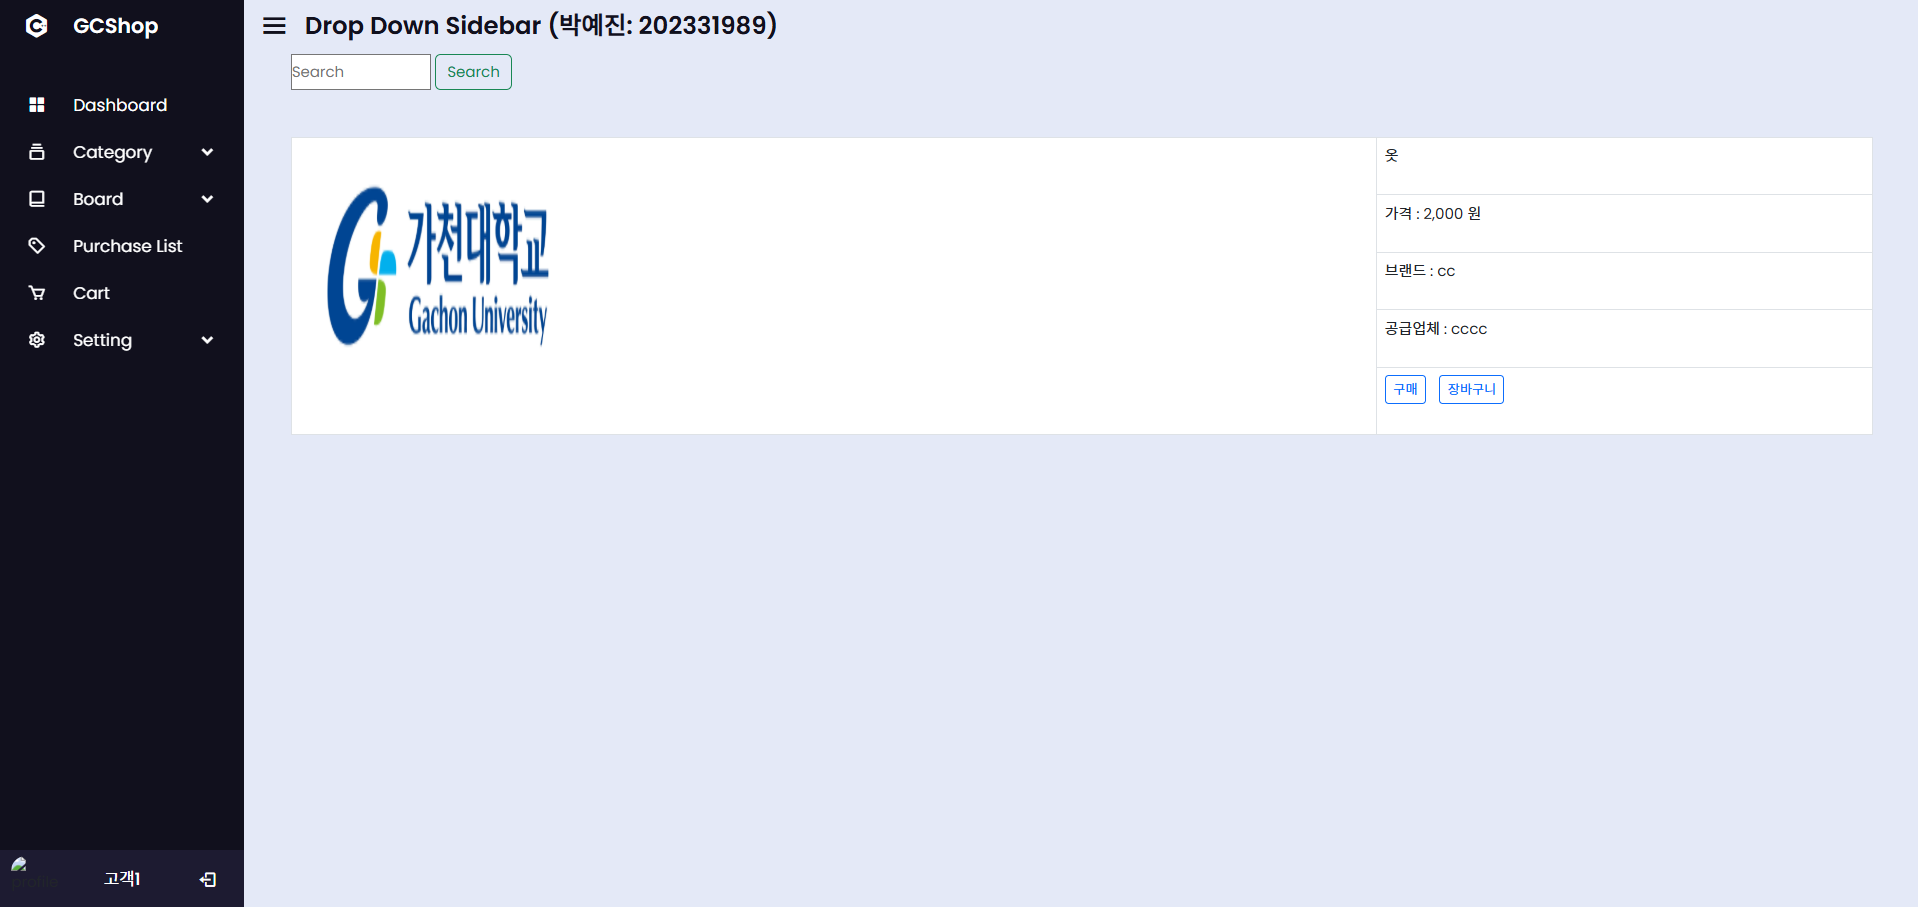 GCShop
Dashboard
Category
Board
Purchase List
Cart
Setting
profile
고객1
Drop Down Sidebar (박예진: 202331989)
Search Search
가천대학교
Gachon University
옷
가격 : 2,000 원
브랜드 : cc
공급업체 : cccc
구매 장바구니